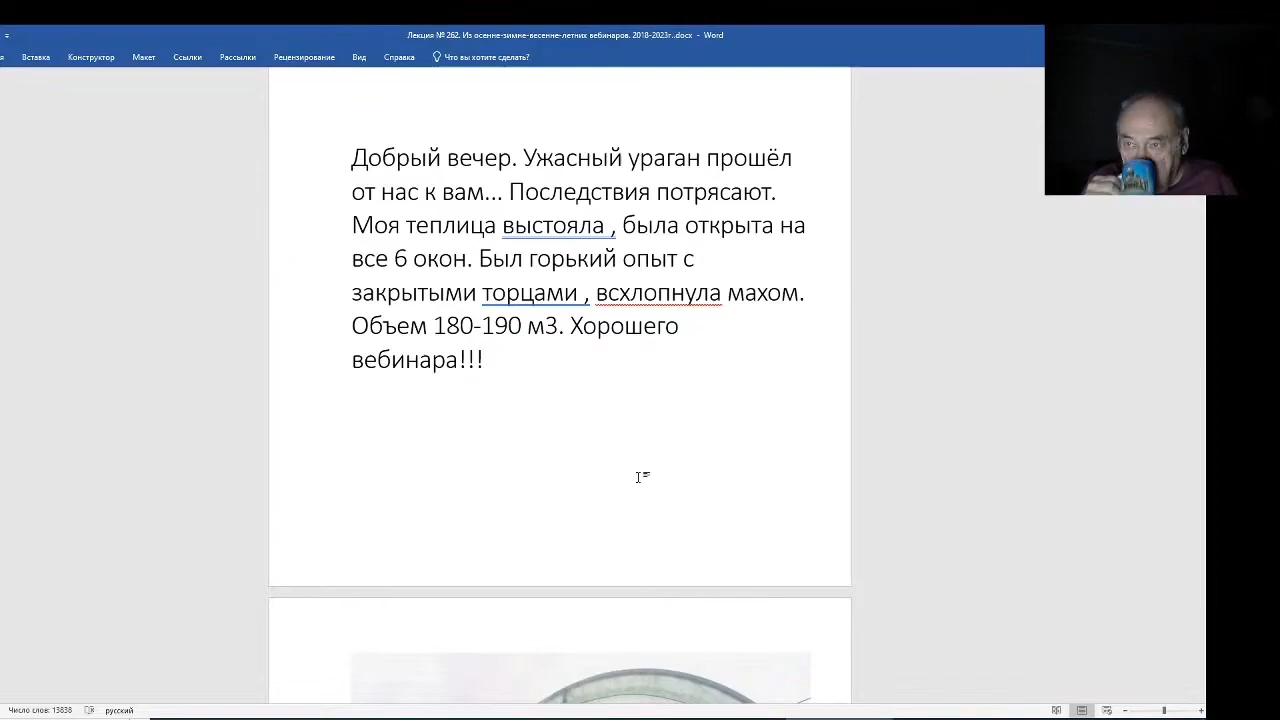 Лекция № 262. Из осенне-зимне-весенне-летних вебинаров. 2018-2023г..docx - Word
Вставка Конструктор Макет Ссылки Рассылки Рецензирование Вид Справка Что вы хотите сделать?
Добрый вечер. Ужасный ураган прошёл
от нас к вам... Последствия потрясают.
Моя теплица выстояла , была открыта на
все 6 окон. Был горький опыт с
закрытыми торцами , всхлопнула махом.
Объем 180-190 м3. Хорошего
вебинара!!!
Число слов: 13838 русский